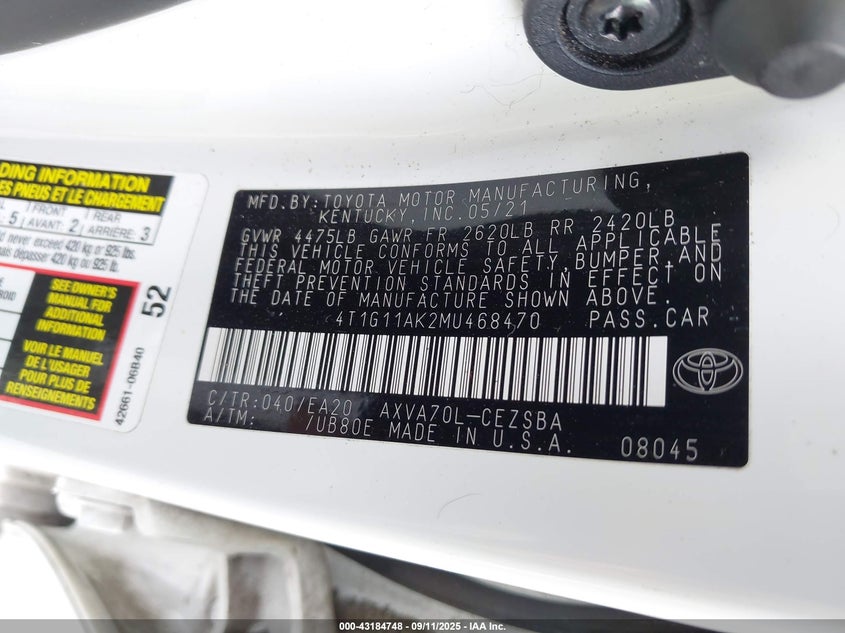 DING INFORMATION
ES PNEUS ET LE CHARGEMENT
5 FRONT AVANT: 2 REAR ARRIÈRE: 3
ld never exceed 420 kg or 925 lbs.
mais dépasser 420 kg ou 925 lb.
SEE OWNER'S
MANUAL FOR
ADDITIONAL
INFORMATION
VOIR LE MANUEL
DE L'USAGER
POUR PLUS DE
RENSEIGNEMENTS
52
42661-06B40
MFD.BY:TOYOTA MOTOR MANUFACTURING,
KENTUCKY,INC.05/21
GVWR 4475LB GAWR FR 2620LB RR 2420LB
THIS VEHICLE CONFORMS TO ALL APPLICABLE
FEDERAL MOTOR VEHICLE SAFETY,BUMPER,AND
THEFT PREVENTION STANDARDS IN EFFECT ON
THE DATE OF MANUFACTURE SHOWN ABOVE.
4T1G11AK2MU468470 PASS.CAR
C/TR:040/EA20 AXVA70L-CEZSBA
A/TM: /UB80E MADE IN U.S.A.
08045
000-43184748 - 09/11/2025 - IAA Inc.